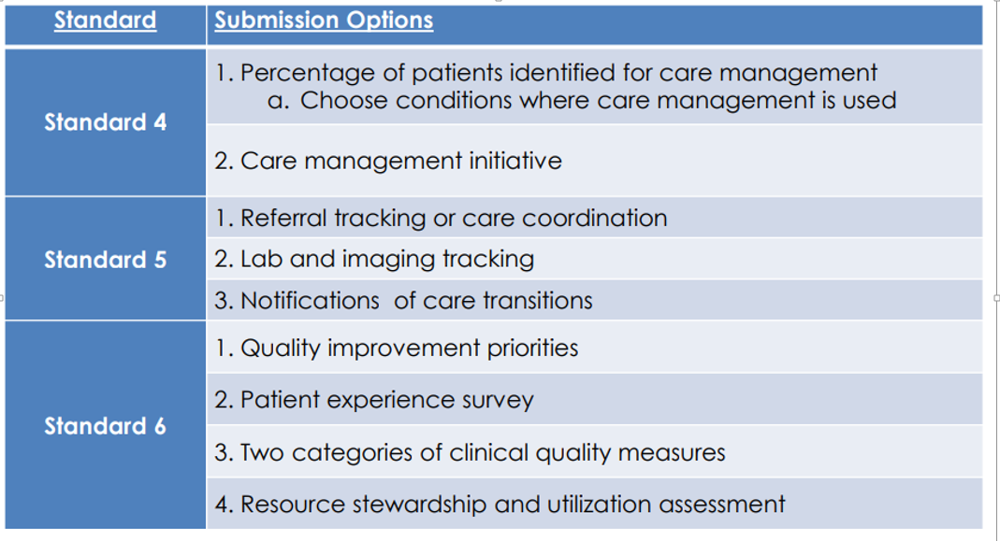 Standard
Submission Options
Standard 4
1. Percentage of patients identified for care management
a. Choose conditions where care management is used
2. Care management initiative
Standard 5
1. Referral tracking or care coordination
2. Lab and imaging tracking
3. Notifications  of care transitions
Standard 6
1. Quality improvement priorities
2. Patient experience survey
3. Two categories of clinical quality measures
4. Resource stewardship and utilization assessment